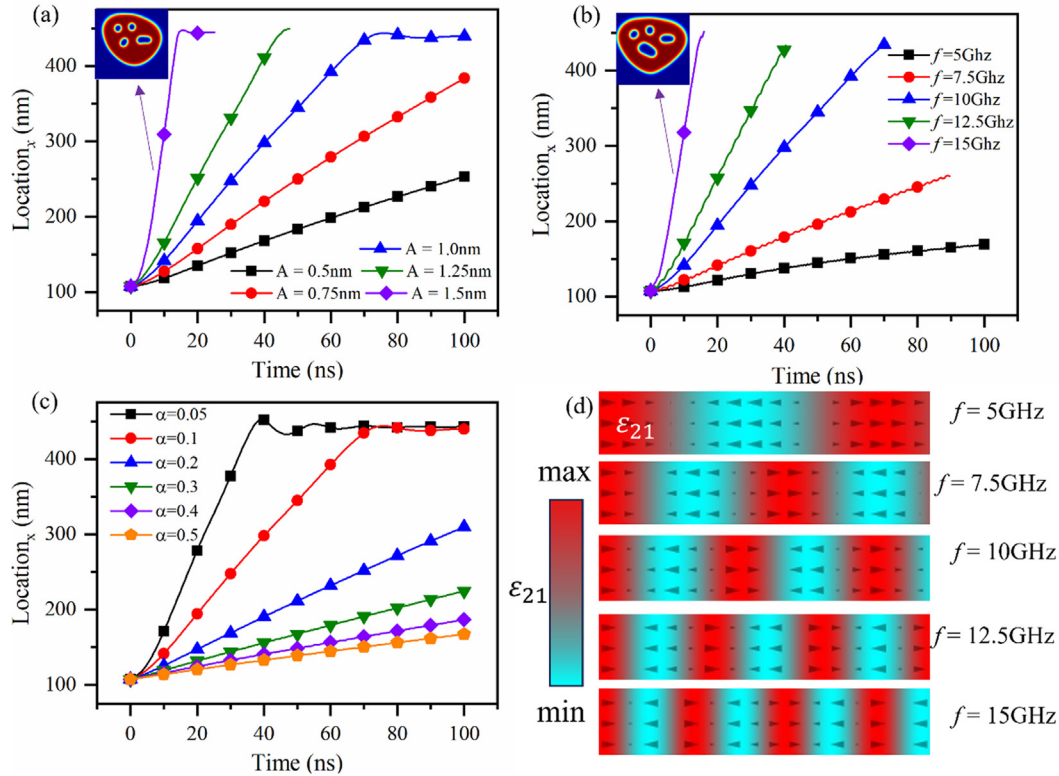 (a)
Location_x (nm)
400
300
200
100
0
20
40
60
80
100
Time (ns)
A = 1.0nm
A = 0.5nm
A = 1.25nm
A = 0.75nm
A = 1.5nm
(b)
Location_x (nm)
400
300
200
100
0
20
40
60
80
100
Time (ns)
f=5Ghz
f=7.5Ghz
f=10Ghz
f=12.5Ghz
f=15Ghz
(c)
α=0.05
α=0.1
α=0.2
α=0.3
α=0.4
α=0.5
Location_x (nm)
400
300
200
100
0
20
40
60
80
100
Time (ns)
(d)
ε21
f = 5GHz
max
f = 7.5GHz
ε21
f = 10GHz
f = 12.5GHz
min
f = 15GHz